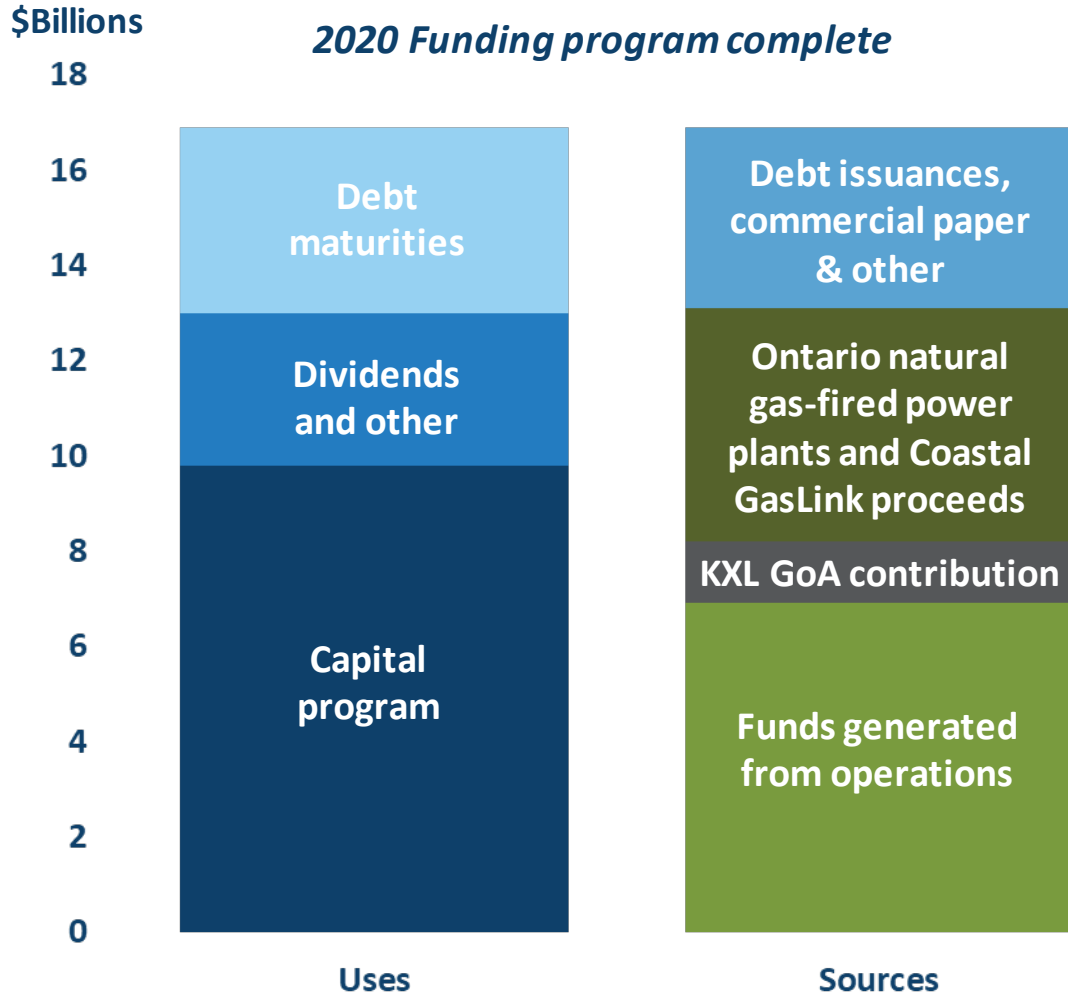 $Billions
2020 Funding program complete
18
16
14
12
10
8
6
4
2
0
Debt
maturities
Dividends
and other
Capital
program
Debt issuances,
commercial paper
& other
Ontario natural
gas-fired power
plants and Coastal
GasLink proceeds
KXL GoA contribution
Funds generated
from operations
Uses
Sources